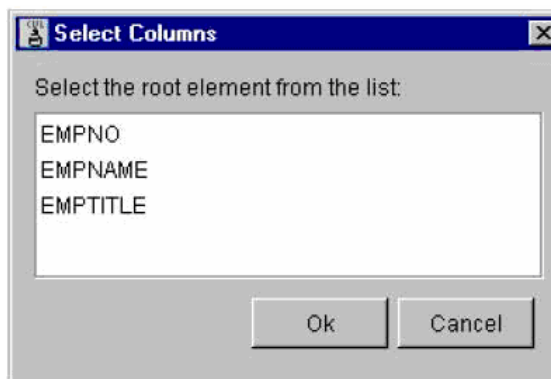 Select Columns
Select the root element from the list:
EMPNO
EMPNAME
EMPTITLE
Ok Cancel